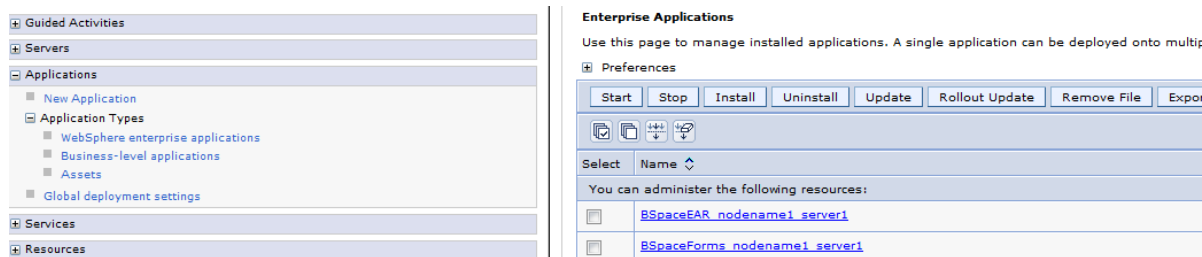 Guided Activities
Servers
Applications
New Application
Application Types
WebSphere enterprise applications
Business-level applications
Assets
Global deployment settings
Services
Resources
Enterprise Applications
Use this page to manage installed applications. A single application can be deployed onto multip
Preferences
Start Stop Install Uninstall Update Rollout Update Remove File Expor
Select Name
You can administer the following resources:
BSpaceEAR_nodename1_server1
BSpaceForms_nodename1_server1